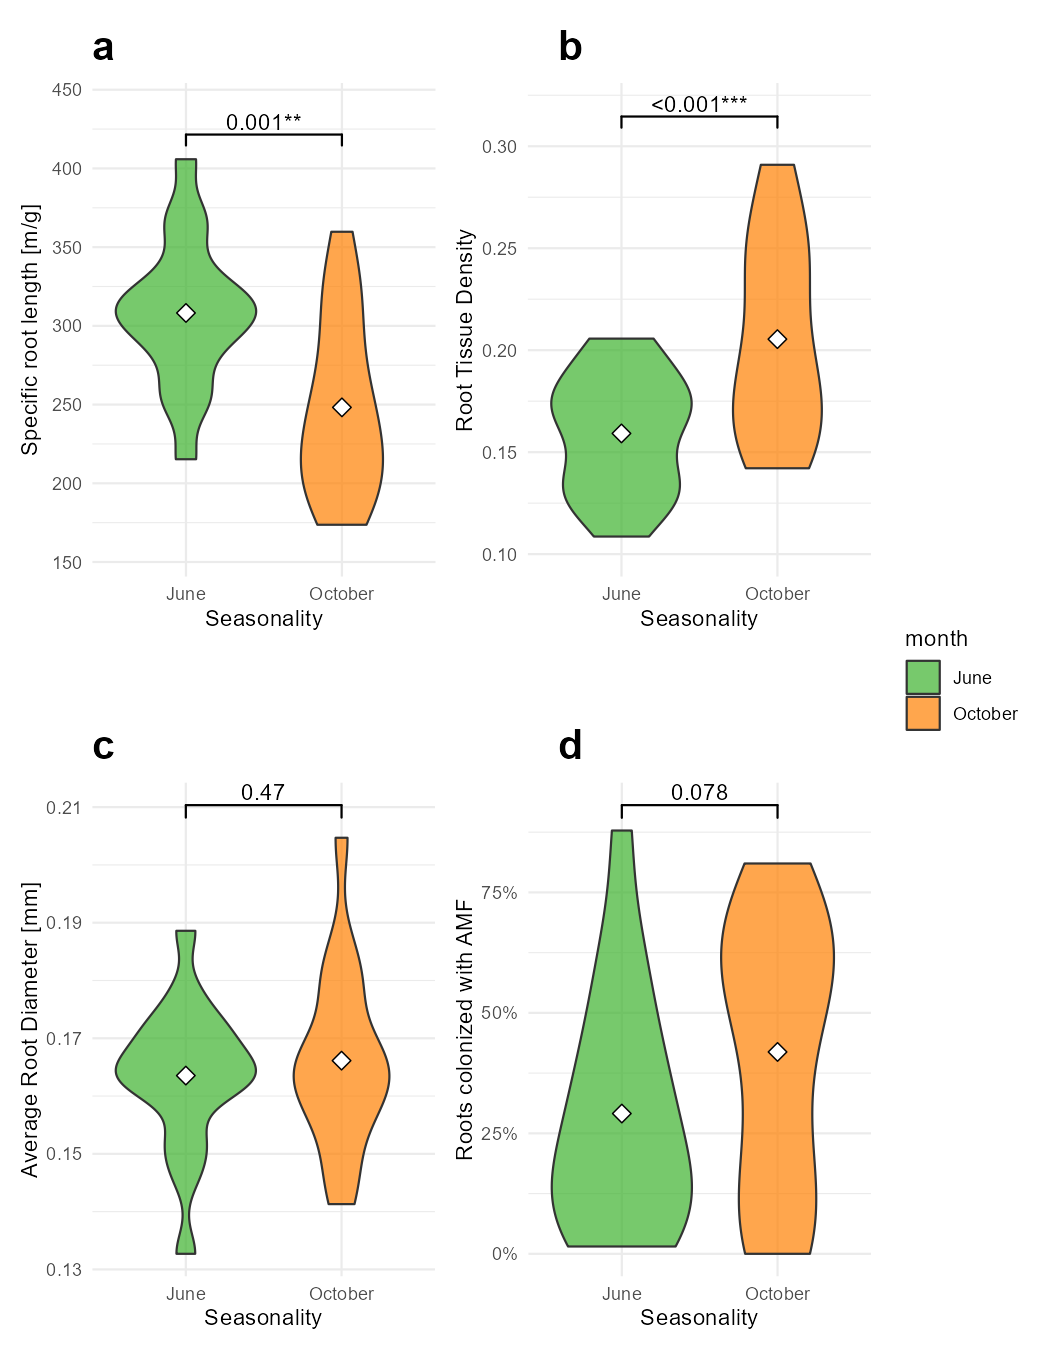 a
450
400
350
300
250
200
150
Specific root length [m/g]
0.001**
June October
Seasonality
b
0.30
0.25
0.20
0.15
0.10
Root Tissue Density
<0.001***
June October
Seasonality
month
June
October
c
0.21
0.19
0.17
0.15
0.13
Average Root Diameter [mm]
0.47
June October
Seasonality
d
75%
50%
25%
0%
Roots colonized with AMF
0.078
June October
Seasonality